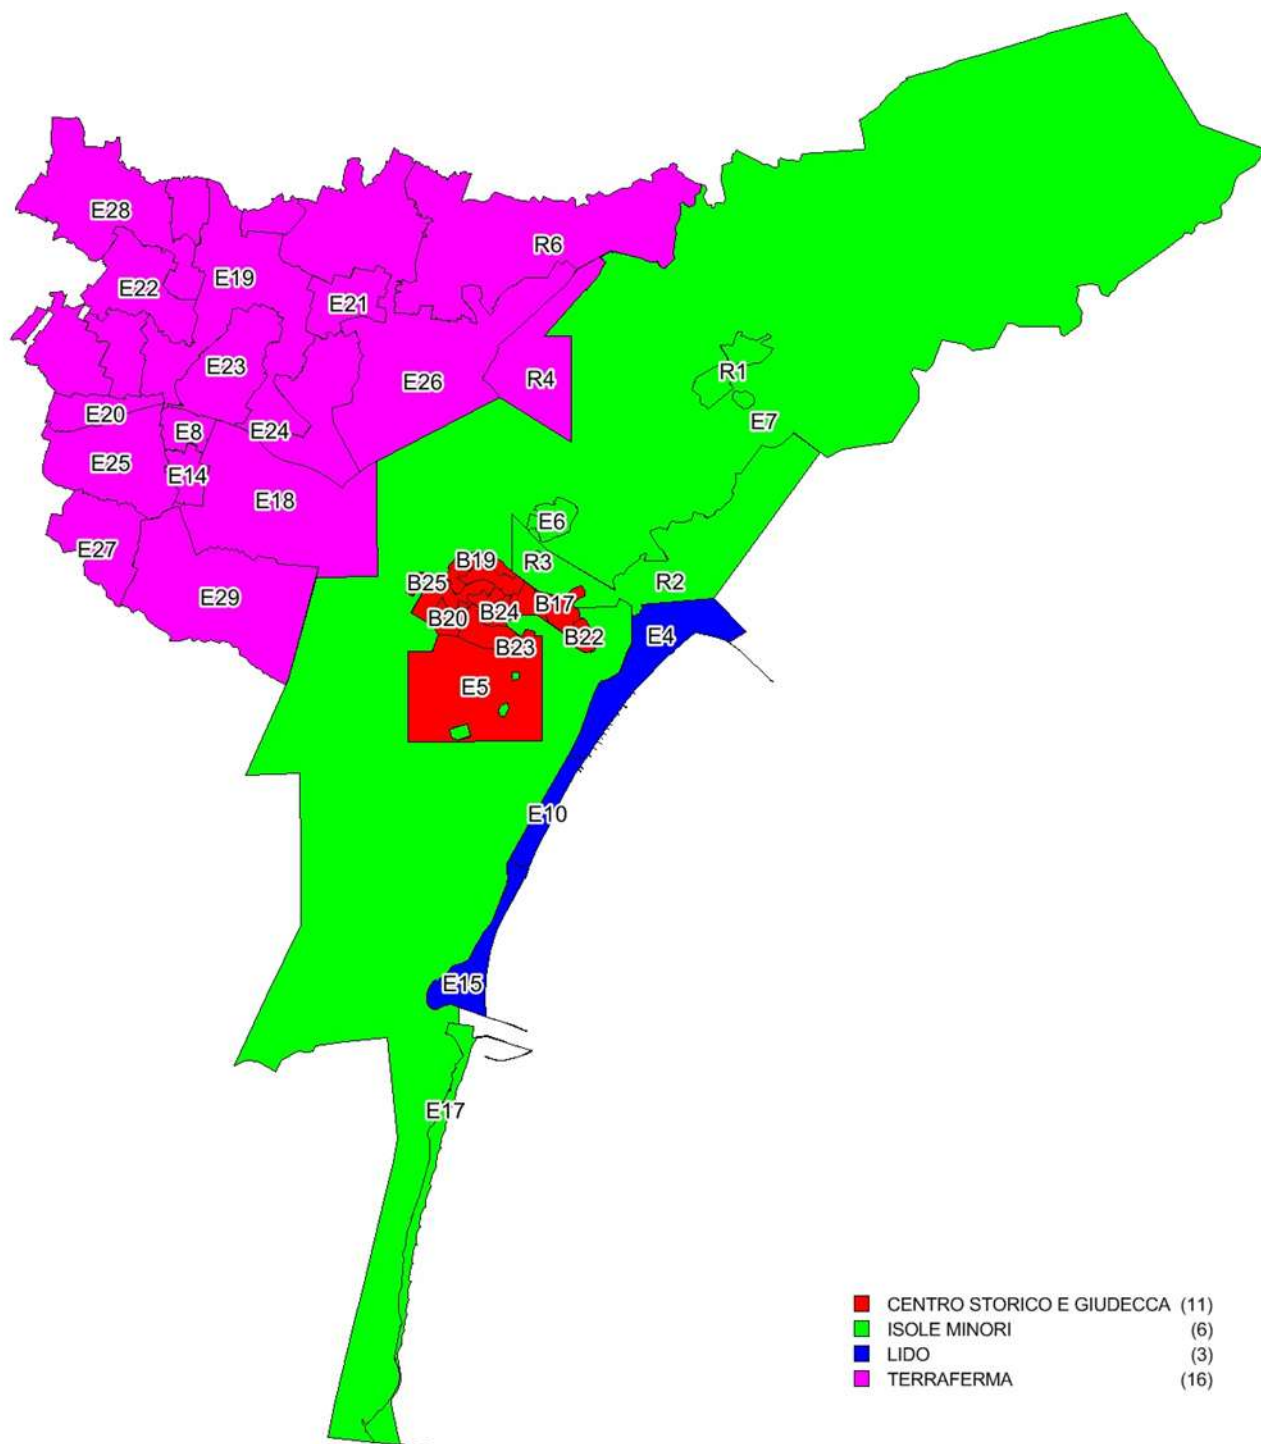 E28
R6
E19
E22
E21
E23
E26
R4
R1
E20
E7
E8
E24
E25
E14
E18
E6
E27
B19
R3
B25
R2
E29
B17
B24
B20
B22
E4
B23
E5
E10
E15
E17
CENTRO STORICO E GIUDECCA (11)
ISOLE MINORI (6)
LIDO (3)
TERRAFERMA (16)